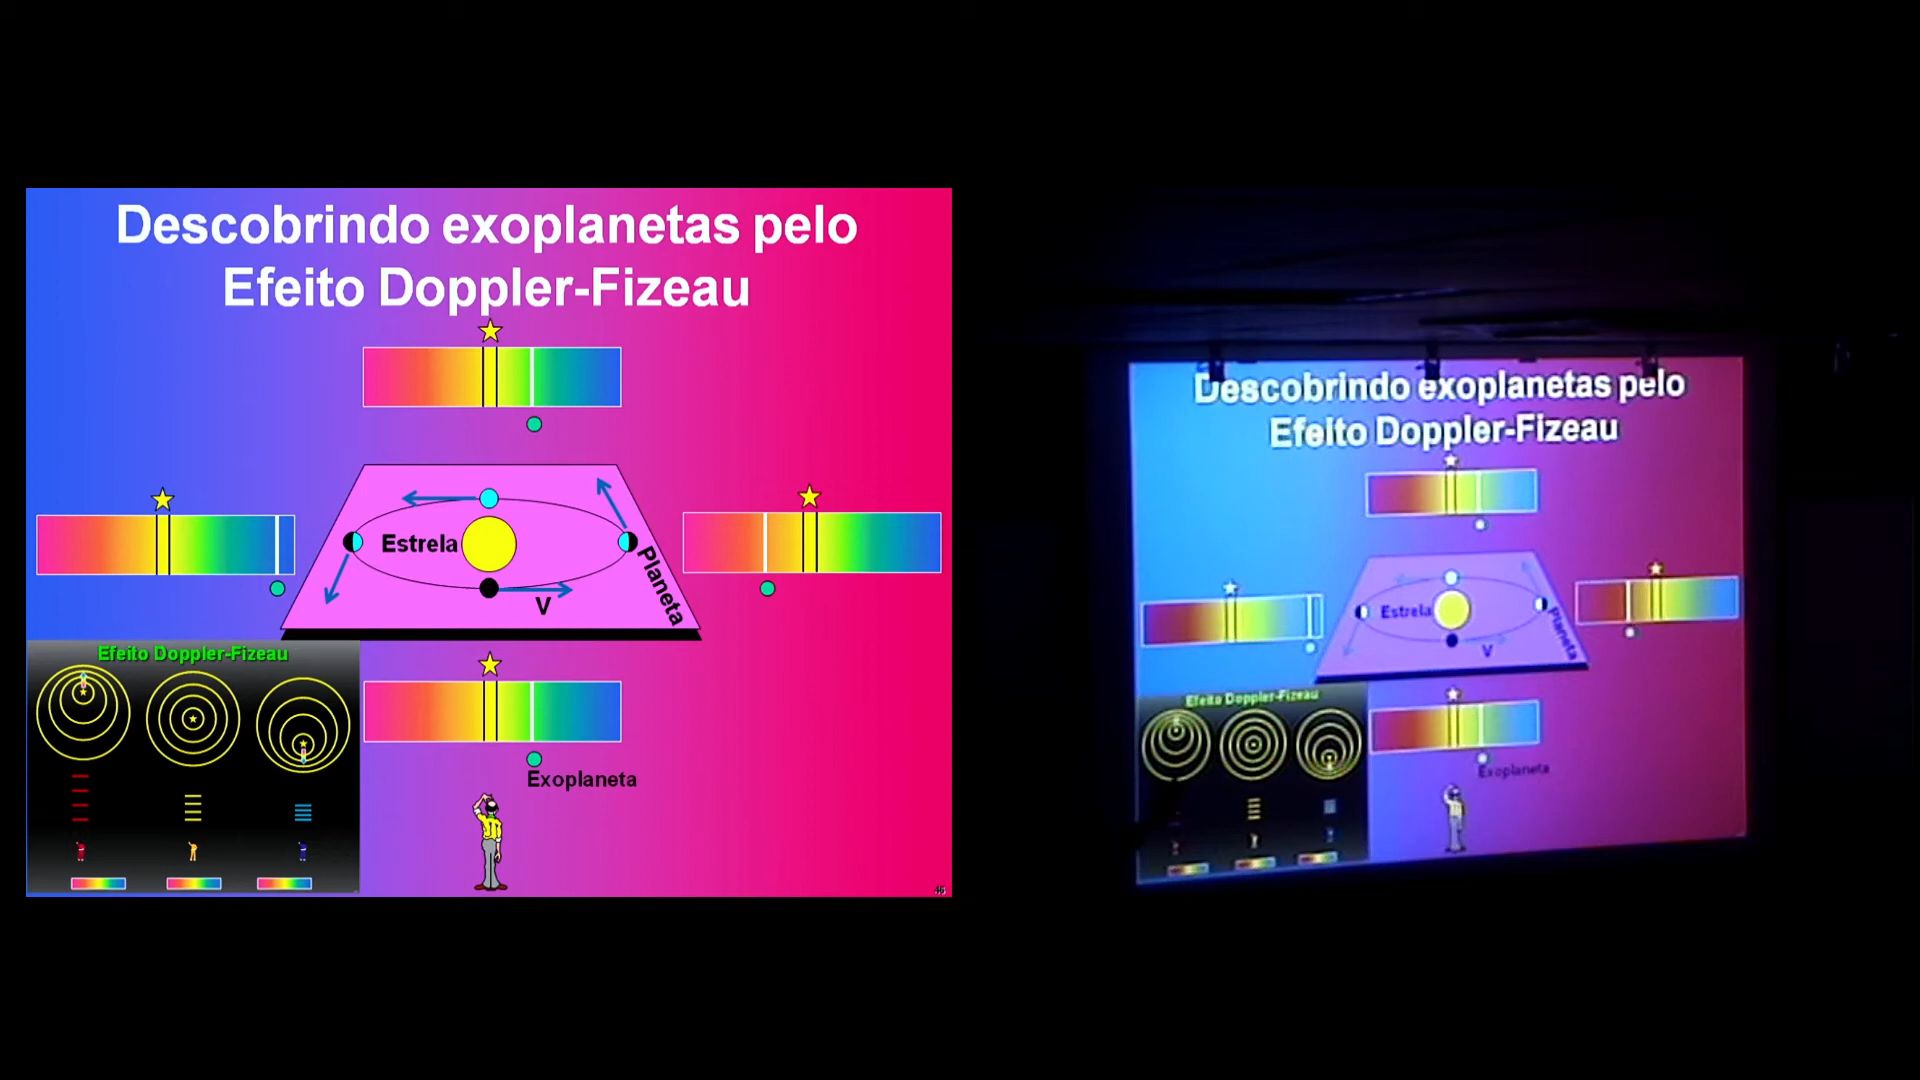 Descobrindo exoplanetas pelo
Efeito Doppler-Fizeau
Estrela
Planeta
V
Efeito Doppler-Fizeau
Exoplaneta
46
Descobrindo exoplanetas pelo
Efeito Doppler-Fizeau
Estrela
Planeta
V
Efeito Doppler-Fizeau
Exoplaneta